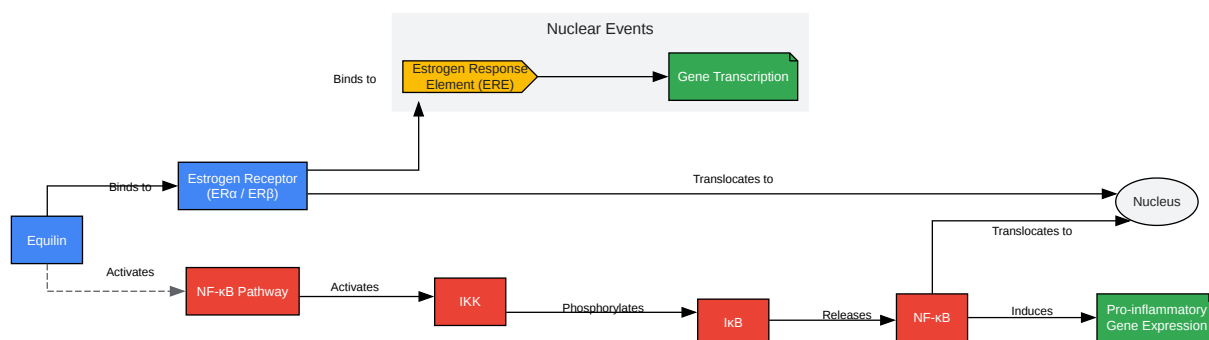 Nuclear Events
Estrogen Response
Element (ERE)
Gene Transcription
Binds to
Estrogen Receptor
(ERα / ERβ)
Binds to
Translocates to
Nucleus
Equilin
Translocates to
Activates
NF-κB Pathway
Activates
IKK
Phosphorylates
IκB
Releases
NF-κB
Induces
Pro-inflammatory
Gene Expression